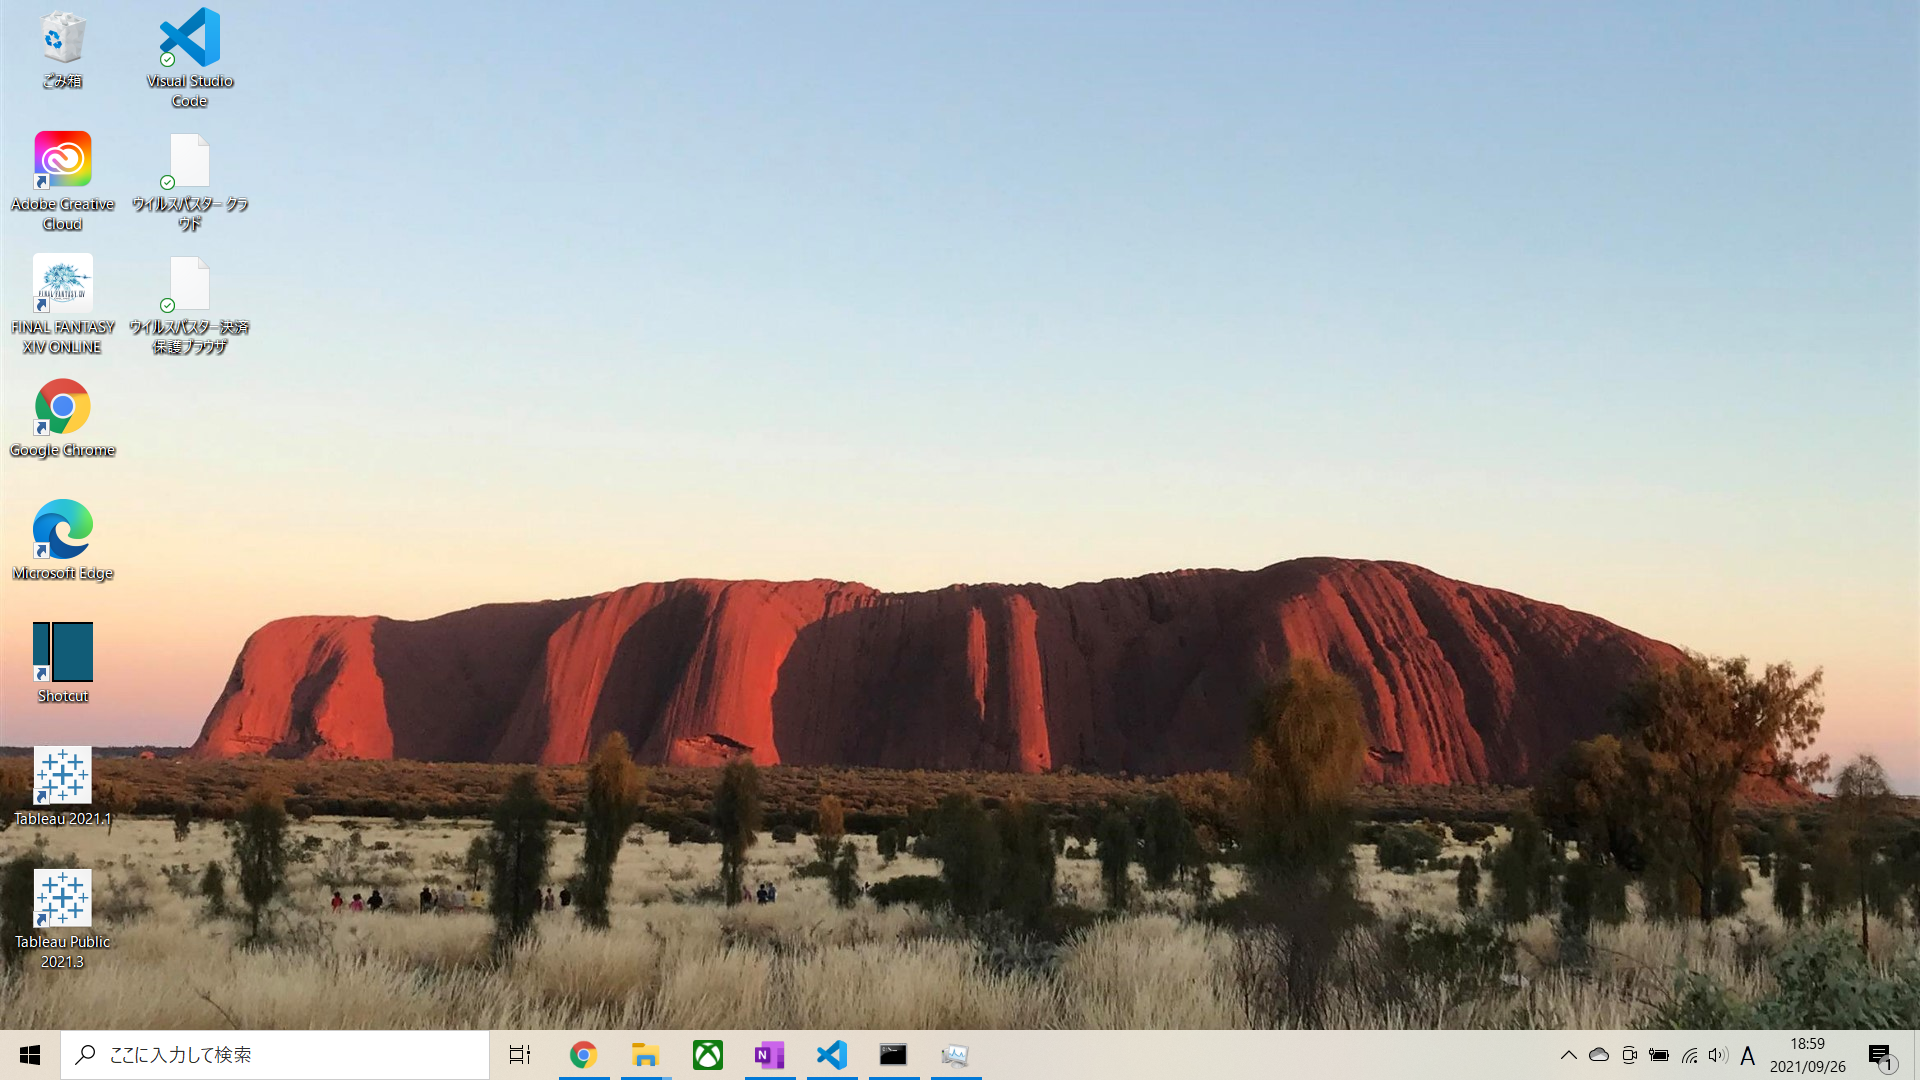 ごみ箱
Visual Studio
Code
Adobe Creative
Cloud
ウイルスバスター クラ
ウド
FINAL FANTASY XIV
FINAL FANTASY
XIV ONLINE
ウイルスバスター決済
保護ブラウザ
Google Chrome
Microsoft Edge
Shotcut
Tableau 2021.1
Tableau Public
2021.3
ここに入力して検索
N
A
18:59
2021/09/26
1